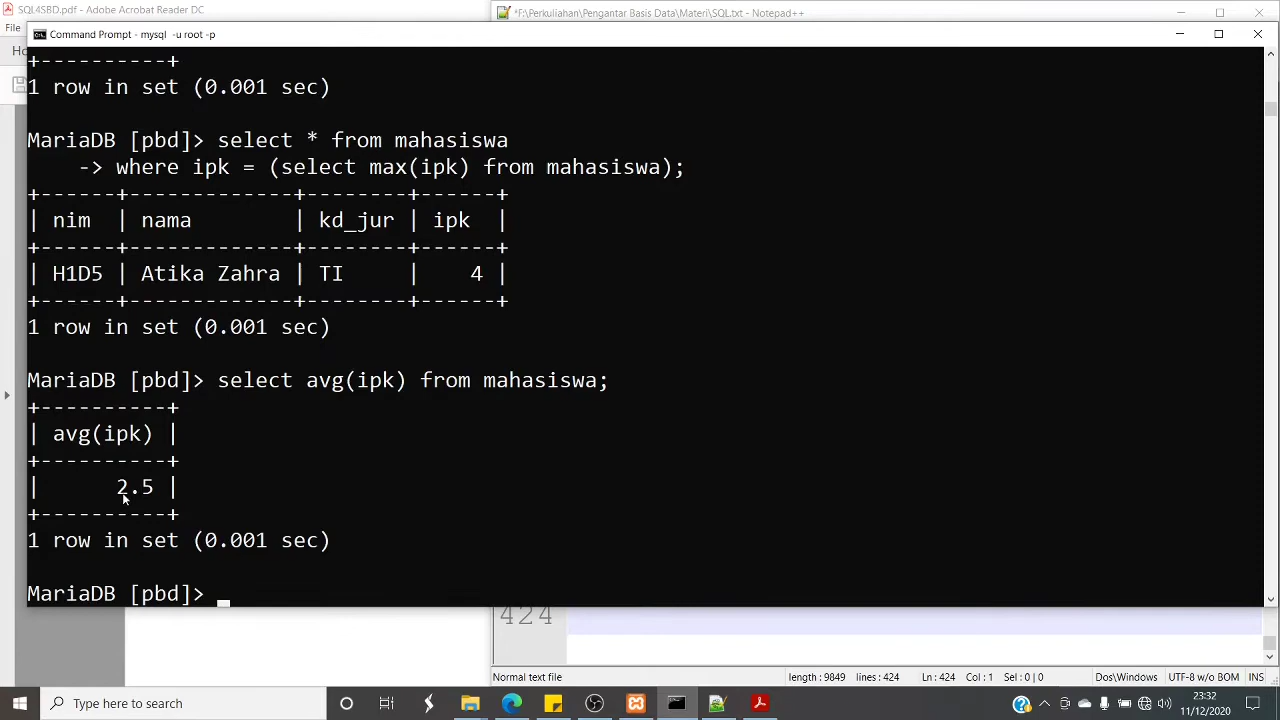 SQL4SBD.pdf - Adobe Acrobat Reader DC
*F:\Perkuliahan\Pengantar Basis Data\Materi\SQL.txt - Notepad++
File
Command Prompt - mysql -u root -p
+----------+
1 row in set (0.001 sec)
MariaDB [pbd]> select * from mahasiswa
    -> where ipk = (select max(ipk) from mahasiswa);
+------+-------------+--------+------+
| nim  | nama        | kd_jur | ipk  |
+------+-------------+--------+------+
| H1D5 | Atika Zahra | TI     |    4 |
+------+-------------+--------+------+
1 row in set (0.001 sec)
MariaDB [pbd]> select avg(ipk) from mahasiswa;
+----------+
| avg(ipk) |
+----------+
|      2.5 |
+----------+
1 row in set (0.001 sec)
MariaDB [pbd]>
424
Normal text file length : 9849 lines : 424 Ln : 424 Col : 1 Sel : 0 | 0 Dos\Windows UTF-8 w/o BOM INS
Type here to search
23:32
11/12/2020